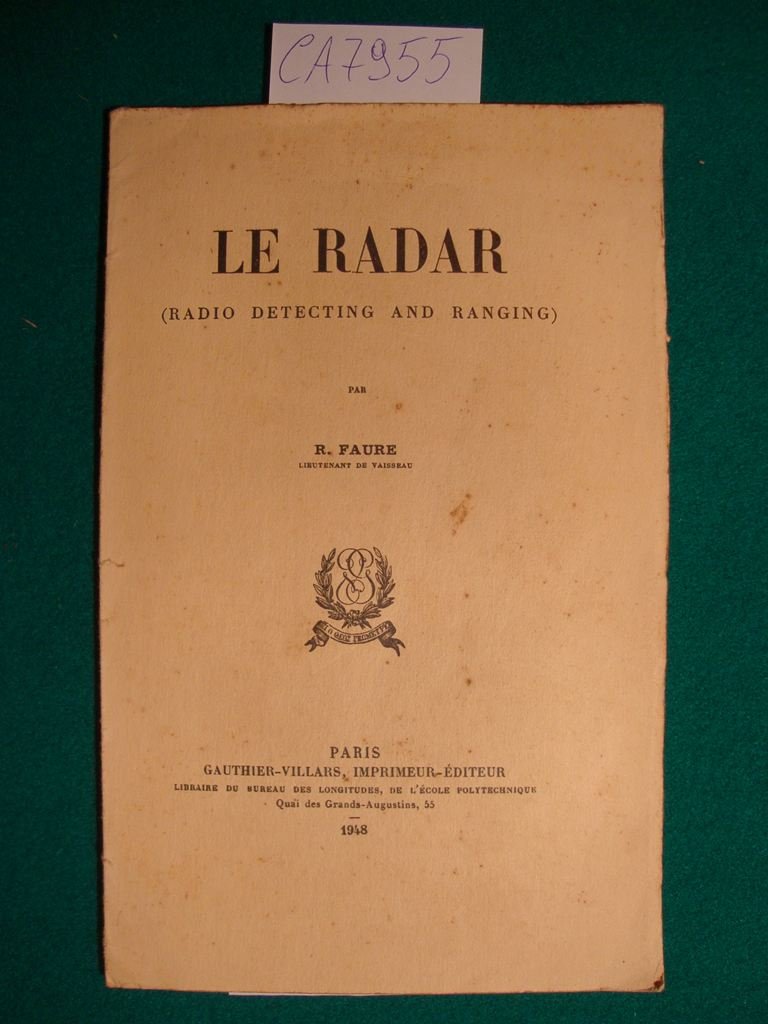 CA7955
LE RADAR
(RADIO DETECTING AND RANGING)
PAR
R. FAURE
LIEUTENANT DE VAISSEAU
PARIS
GAUTHIER-VILLARS, IMPRIMEUR-ÉDITEUR
LIBRAIRE DU BUREAU DES LONGITUDES, DE L'ÉCOLE POLYTECHNIQUE
Quai des Grands-Augustins, 55
1948